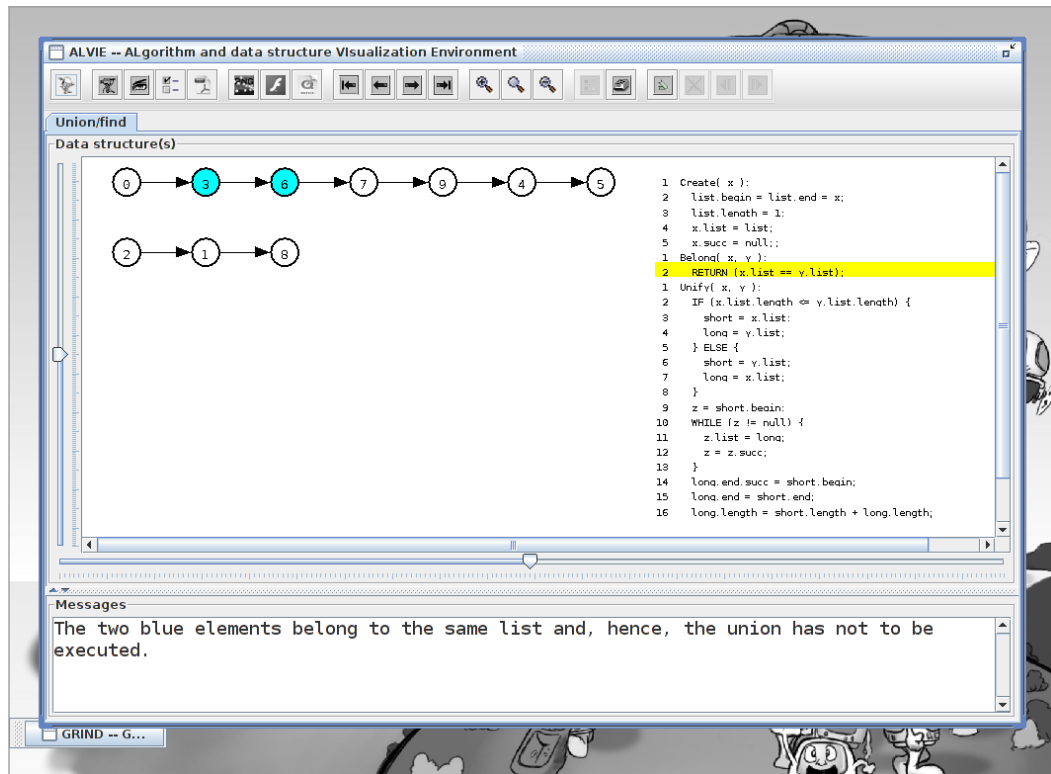 ALVIE -- ALgorithm and data structure VIsualization Environment
Union/find
Data structure(s)
0 3 6 7 9 4 5
2 1 8
1 Create( x ):
2 list.begin = list.end = x;
3 list.length = 1:
4 x.list = list;
5 x.succ = null;;
1 Belong( x, y ):
2 RETURN (x.list == y.list);
1 Unify( x, y ):
2 IF (x.list.length <= y.list.length) {
3 short = x.list:
4 long = y.list;
5 } ELSE {
6 short = y.list;
7 long = x.list;
8 }
9 z = short.begin:
10 WHILE (z != null) {
11 z.list = long;
12 z = z.succ;
13 }
14 long.end.succ = short.begin;
15 long.end = short.end;
16 long.length = short.length + long.length;
Messages
The two blue elements belong to the same list and, hence, the union has not to be
executed.
GRIND -- G...